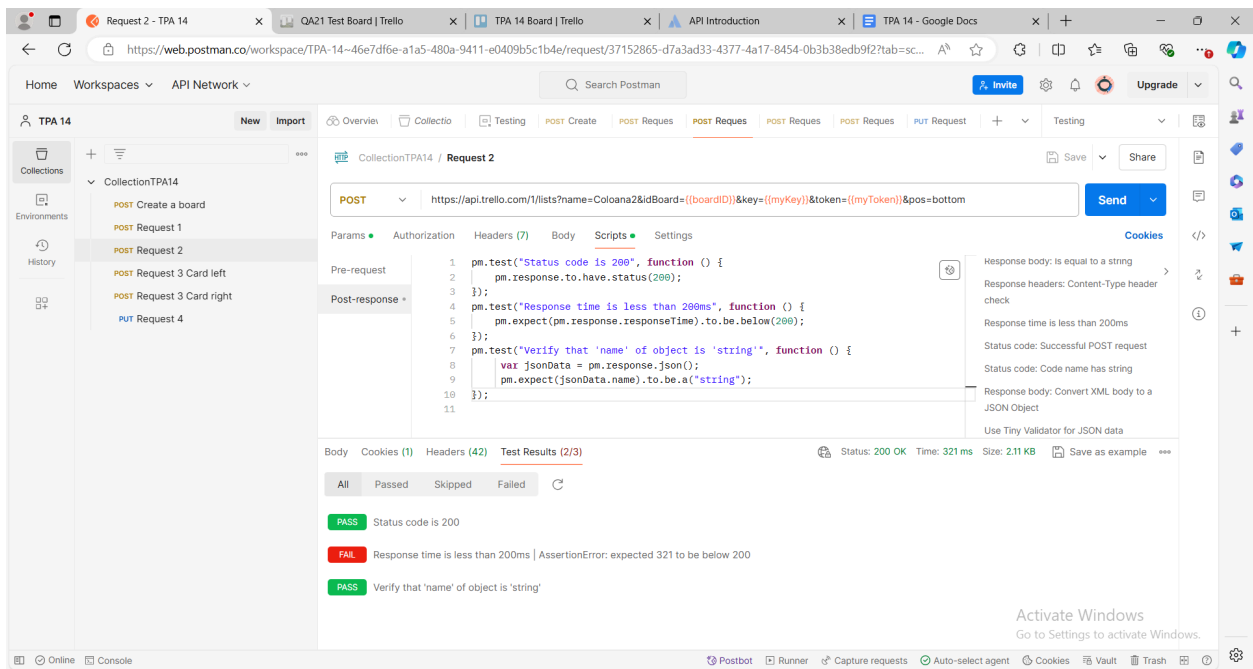 Request 2 - TPA 14
QA21 Test Board | Trello
TPA 14 Board | Trello
API Introduction
TPA 14 - Google Docs
https://web.postman.co/workspace/TPA-14~46e7df6e-a1a5-480a-9411-e0409b5c1b4e/request/37152865-d7a3ad33-4377-4a17-8454-0b3b38edb9f2?tab=sc...
Home Workspaces API Network
Search Postman
Invite
Upgrade
TPA 14
New Import
Overvie
Collectio
Testing
POST Create
POST Reques
POST Reques
POST Reques
POST Reques
PUT Request
Testing
Collections
Environments
History
CollectionTPA14
POST Create a board
POST Request 1
POST Request 2
POST Request 3 Card left
POST Request 3 Card right
PUT Request 4
HTTP CollectionTPA14 / Request 2
Save
Share
POST
https://api.trello.com/1/lists?name=Coloana2&idBoard={{boardID}}&key={{myKey}}&token={{myToken}}&pos=bottom
Send
Params Authorization Headers (7) Body Scripts Settings
Cookies
Pre-request
Post-response
1 pm.test("Status code is 200", function () {
2 pm.response.to.have.status(200);
3 });
4 pm.test("Response time is less than 200ms", function () {
5 pm.expect(pm.response.responseTime).to.be.below(200);
6 });
7 pm.test("Verify that 'name' of object is 'string'", function () {
8 var jsonData = pm.response.json();
9 pm.expect(jsonData.name).to.be.a("string");
10 });
11
Response body: Is equal to a string
Response headers: Content-Type header
check
Response time is less than 200ms
Status code: Successful POST request
Status code: Code name has string
Response body: Convert XML body to a
JSON Object
Use Tiny Validator for JSON data
Body Cookies (1) Headers (42) Test Results (2/3)
Status: 200 OK Time: 321 ms Size: 2.11 KB
Save as example
All Passed Skipped Failed
PASS Status code is 200
FAIL Response time is less than 200ms | AssertionError: expected 321 to be below 200
PASS Verify that 'name' of object is 'string'
Activate Windows
Go to Settings to activate Windows.
Online Console
Postbot Runner Capture requests Auto-select agent Cookies Vault Trash